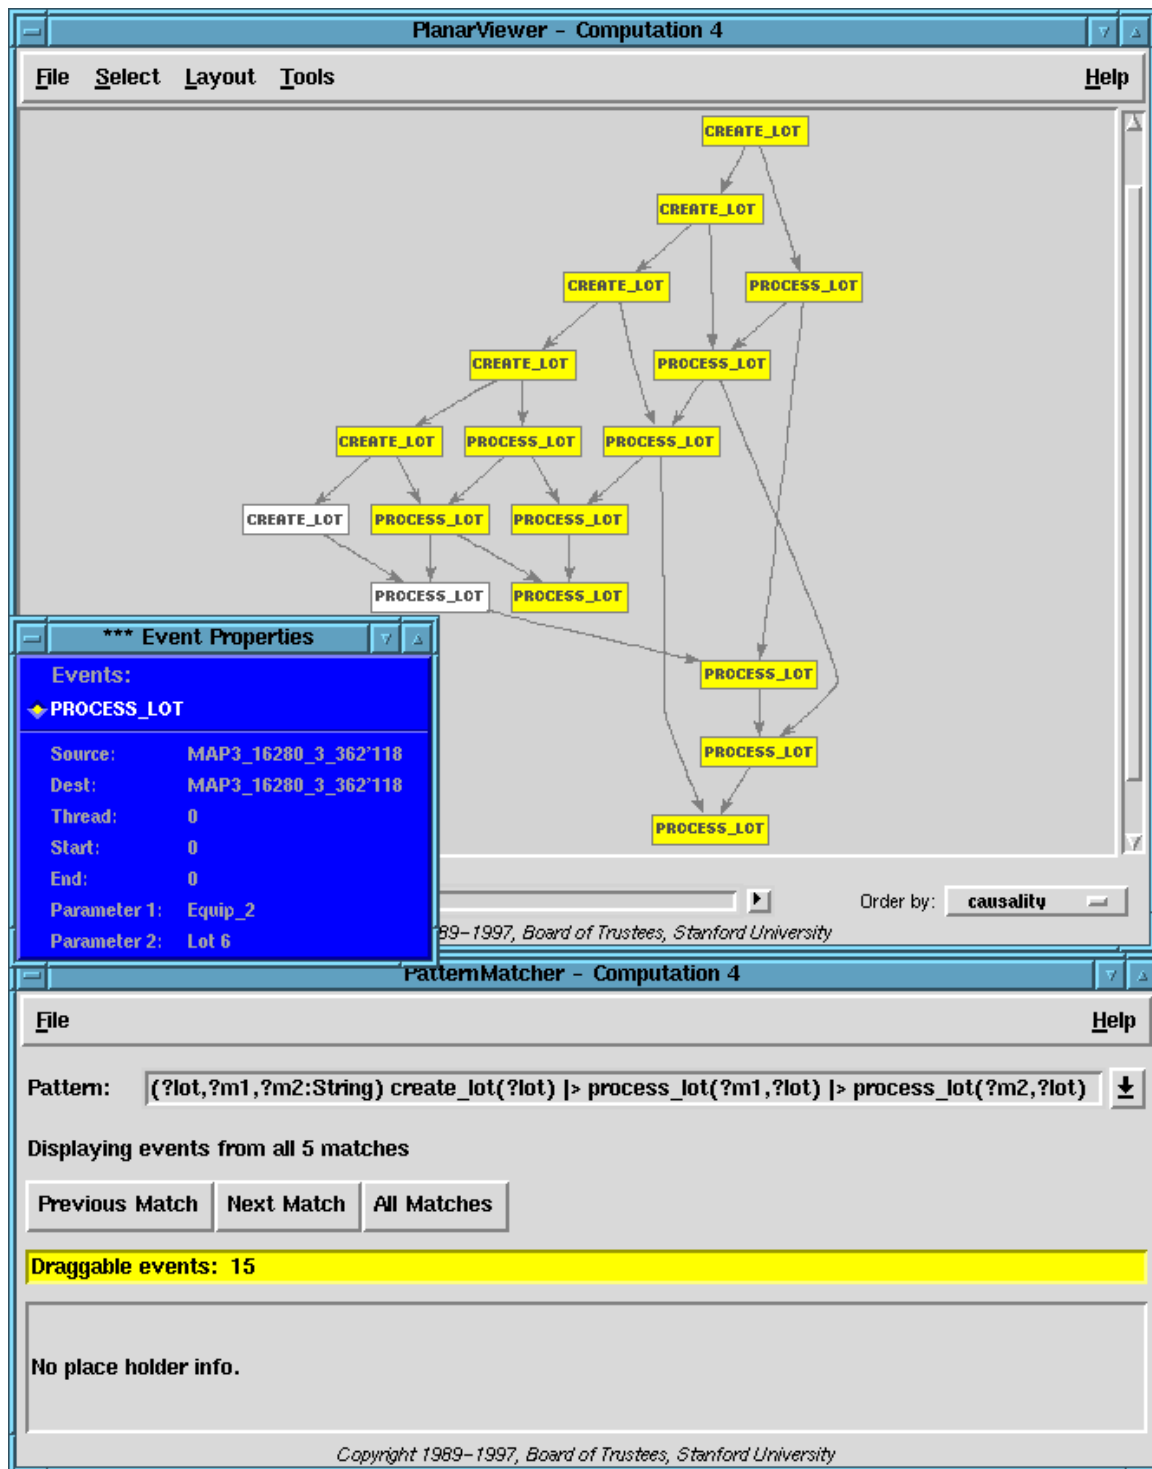 PlanarViewer - Computation 4
File Select Layout Tools Help
CREATE_LOT
CREATE_LOT
CREATE_LOT PROCESS_LOT
CREATE_LOT PROCESS_LOT
CREATE_LOT PROCESS_LOT PROCESS_LOT
CREATE_LOT PROCESS_LOT PROCESS_LOT
PROCESS_LOT PROCESS_LOT
PROCESS_LOT
PROCESS_LOT
PROCESS_LOT
*** Event Properties
Events:
PROCESS_LOT
Source: MAP3_16280_3_362'118
Dest: MAP3_16280_3_362'118
Thread: 0
Start: 0
End: 0
Parameter 1: Equip_2
Parameter 2: Lot 6
Order by: causality
89-1997, Board of Trustees, Stanford University
PatternMatcher - Computation 4
File Help
Pattern: (?lot,?m1,?m2:String) create_lot(?lot) |> process_lot(?m1,?lot) |> process_lot(?m2,?lot)
Displaying events from all 5 matches
Previous Match Next Match All Matches
Draggable events: 15
No place holder info.
Copyright 1989-1997, Board of Trustees, Stanford University